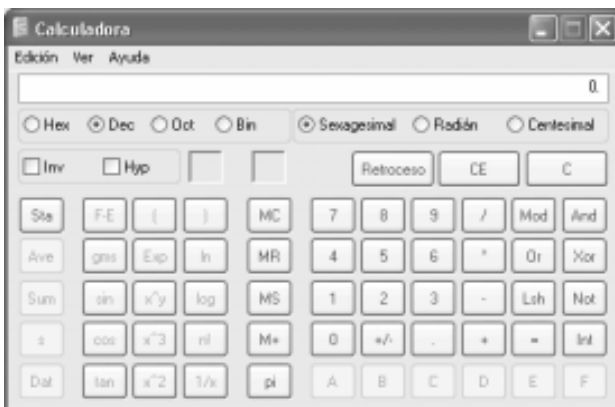 Calculadora
Edición Ver Ayuda
0.
Hex Dec Oct Bin Sexagesimal Radián Centesimal
Inv Hyp Retroceso CE C
Sta F-E ( ) MC 7 8 9 / Mod And
Ave gms Exp ln MR 4 5 6 * Or Xor
Sum sin x^y log MS 1 2 3 - Lsh Not
s cos x^3 n! M+ 0 +/- . + = Int
Dat tan x^2 1/x pi A B C D E F